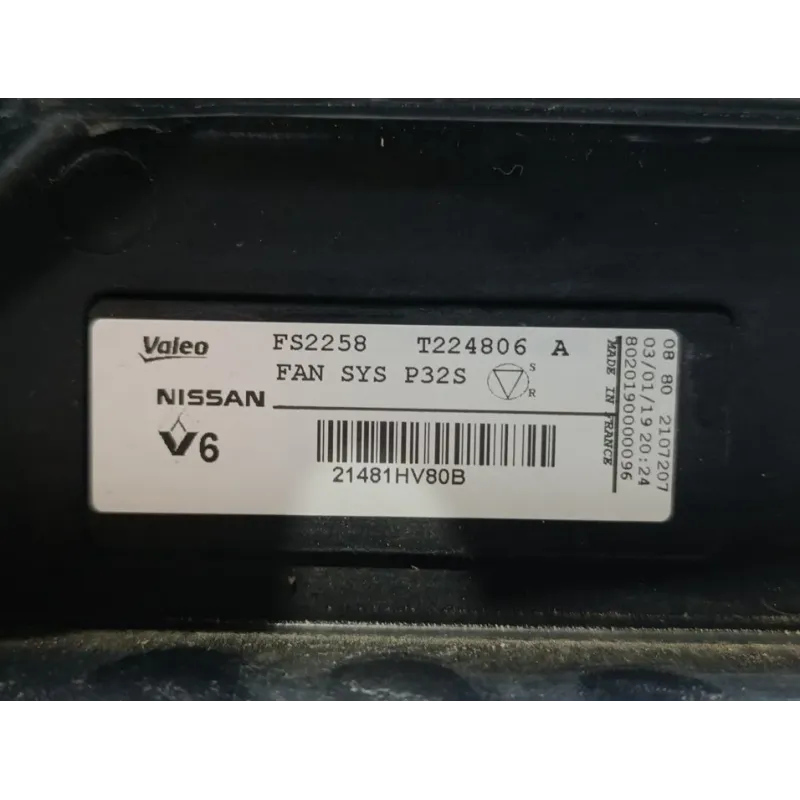 Valeo FS2258 T224806 A
FAN SYS P32S S R
NISSAN
V6
21481HV80B
MADE IN FRANCE
08 80 2107207
03/01/19 20:24
8020190000096